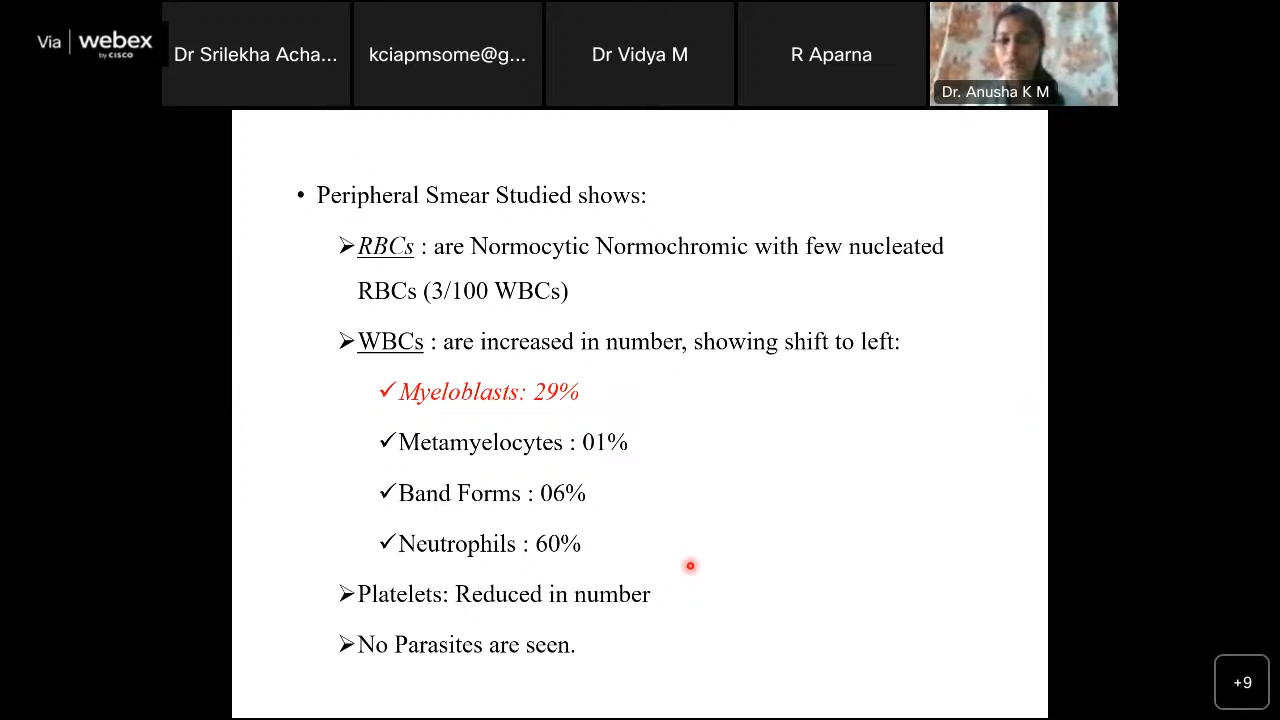 Via webex
by CISCO
Dr Srilekha Acha...
kciapmsome@g...
Dr Vidya M
R Aparna
Dr. Anusha K M
• Peripheral Smear Studied shows:
➢RBCs : are Normocytic Normochromic with few nucleated
RBCs (3/100 WBCs)
➢WBCs : are increased in number, showing shift to left:
✓Myeloblasts: 29%
✓Metamyelocytes : 01%
✓Band Forms : 06%
✓Neutrophils : 60%
➢Platelets: Reduced in number
➢No Parasites are seen.
+9